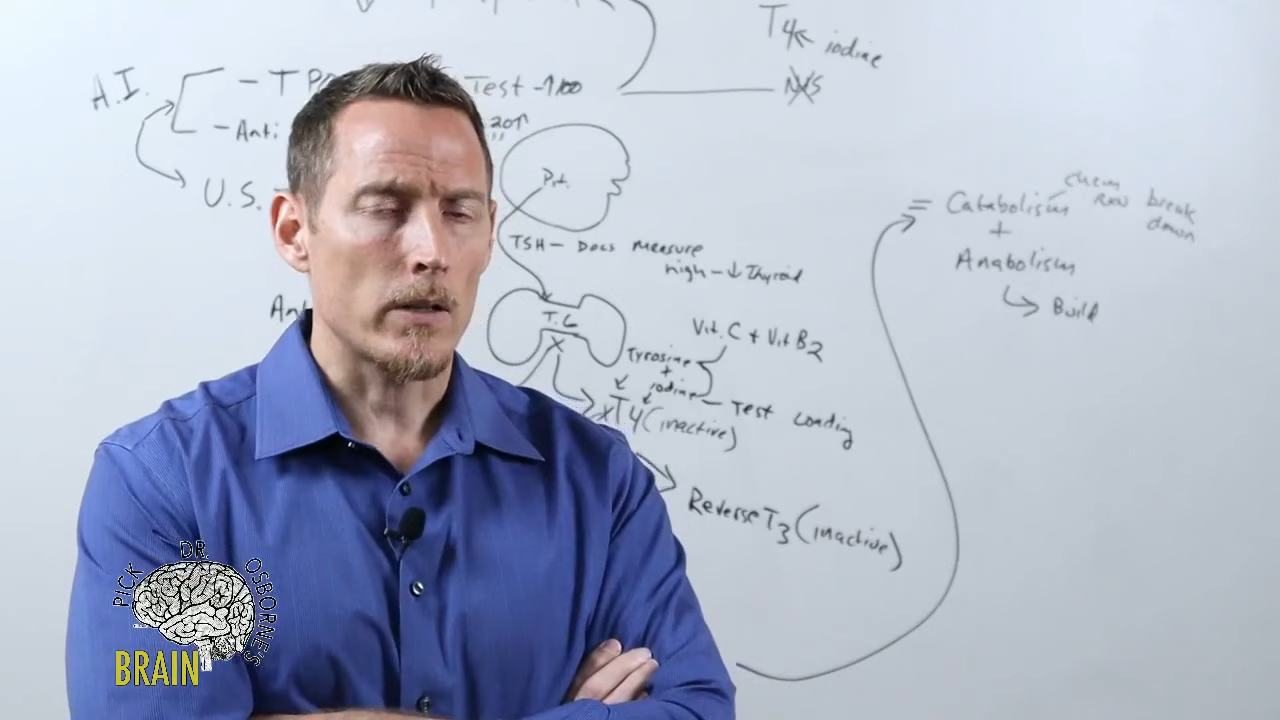 T4 ← iodine
N/S
A.I.
- T P
Test -100
- Anti
20↑
U.S.
Pit.
= Catabolism
chem
break
down
+
Anabolism
↳ Build
TSH - Docs measure
high - ↓ Thyroid
T.G
Vit. C + Vit B2
Tyrosine
+
iodine - Test Loading
T4 (inactive)
Reverse T3 (inactive)
PICK DR. OSBORNE'S
BRAIN